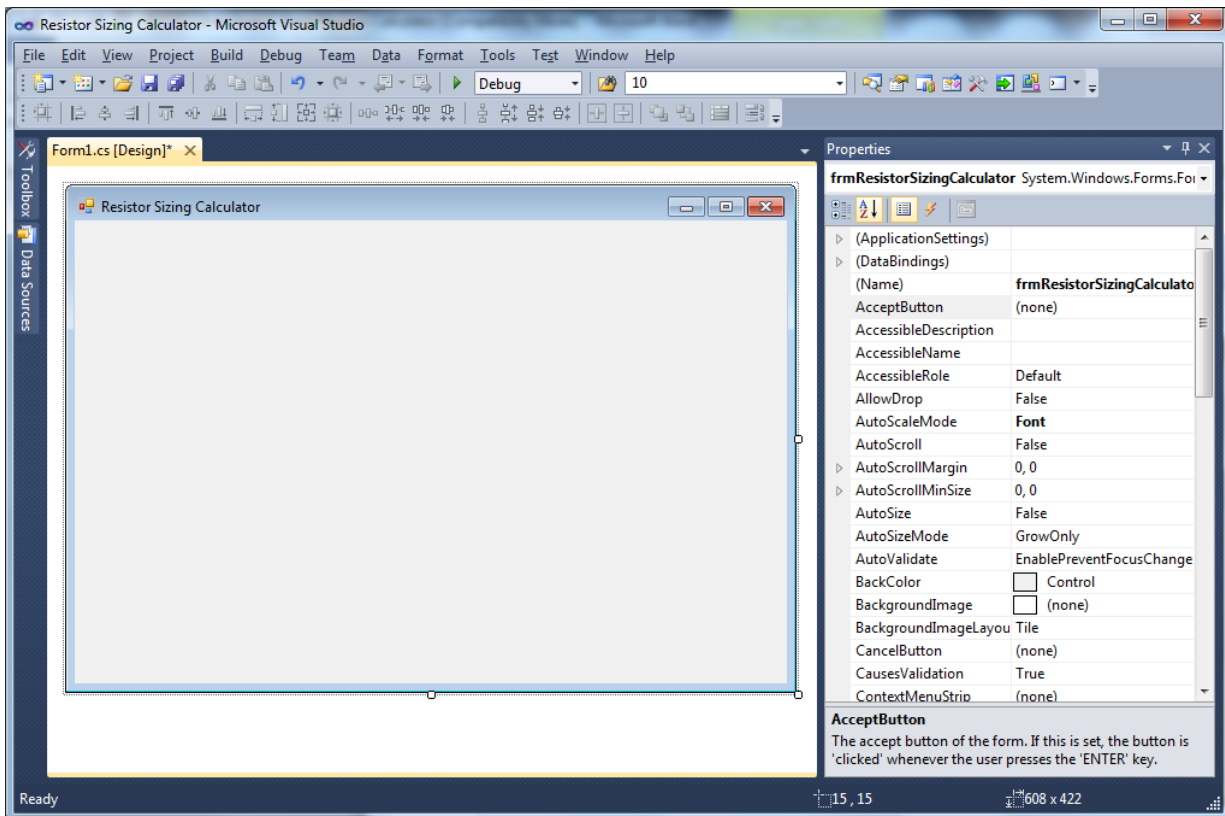 Resistor Sizing Calculator - Microsoft Visual Studio
File Edit View Project Build Debug Team Data Format Tools Test Window Help
Debug 10
Toolbox
Data Sources
Form1.cs [Design]*
Resistor Sizing Calculator
Properties
frmResistorSizingCalculator System.Windows.Forms.For
(ApplicationSettings)
(DataBindings)
(Name) frmResistorSizingCalculato
AcceptButton (none)
AccessibleDescription
AccessibleName
AccessibleRole Default
AllowDrop False
AutoScaleMode Font
AutoScroll False
AutoScrollMargin 0, 0
AutoScrollMinSize 0, 0
AutoSize False
AutoSizeMode GrowOnly
AutoValidate EnablePreventFocusChange
BackColor Control
BackgroundImage (none)
BackgroundImageLayou Tile
CancelButton (none)
CausesValidation True
ContextMenuStrip (none)
AcceptButton
The accept button of the form. If this is set, the button is
'clicked' whenever the user presses the 'ENTER' key.
Ready 15 , 15 608 x 422